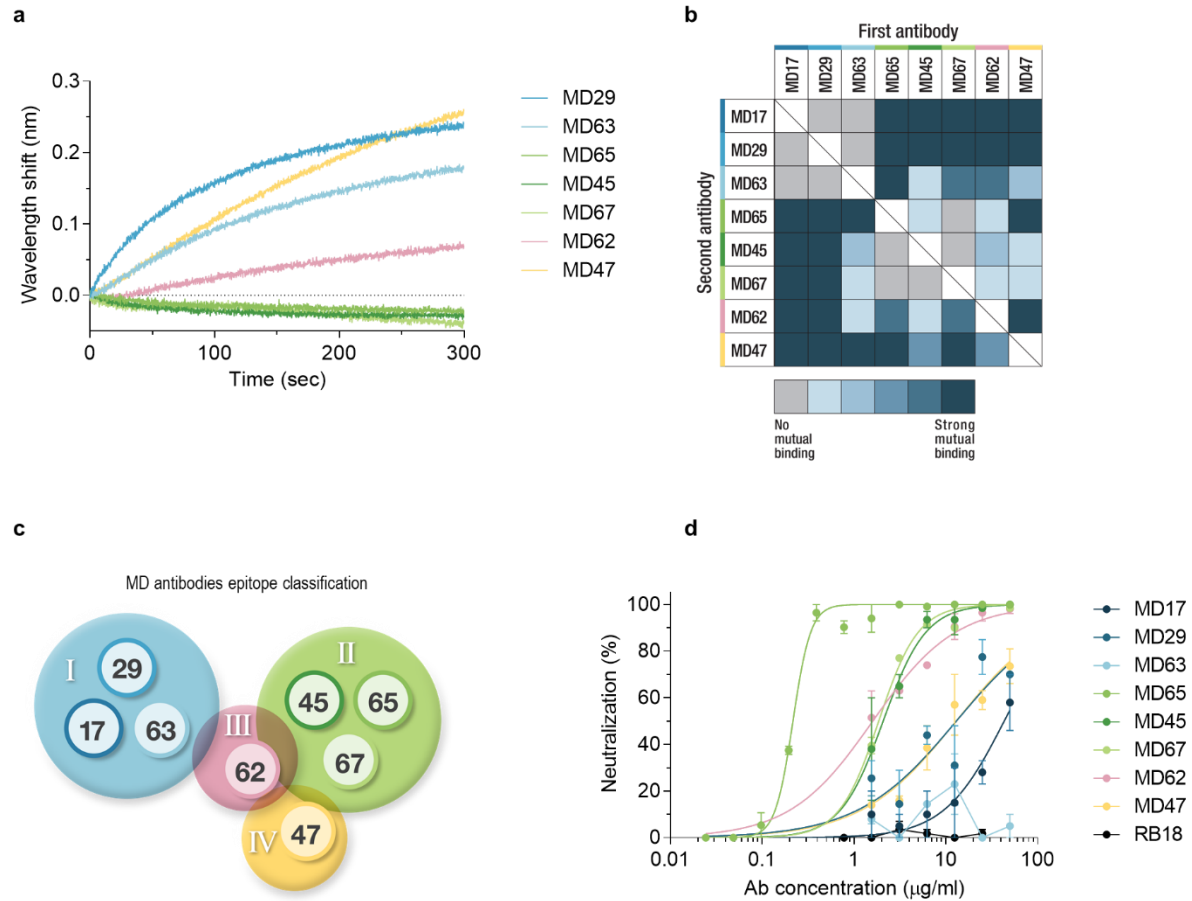 a
0.3
0.2
0.1
0.0
0
100
200
300
Wavelength shift (nm)
Time (sec)
MD29
MD63
MD65
MD45
MD67
MD62
MD47
b
First antibody
MD17
MD29
MD63
MD65
MD45
MD67
MD62
MD47
Second antibody
MD17
MD29
MD63
MD65
MD45
MD67
MD62
MD47
No
mutual
binding
Strong
mutual
binding
c
MD antibodies epitope classification
I
29
17
63
II
45
65
67
III
62
IV
47
d
100
80
60
40
20
0
0.01
0.1
1
10
100
Neutralization (%)
Ab concentration (μg/ml)
MD17
MD29
MD63
MD65
MD45
MD67
MD62
MD47
RB18